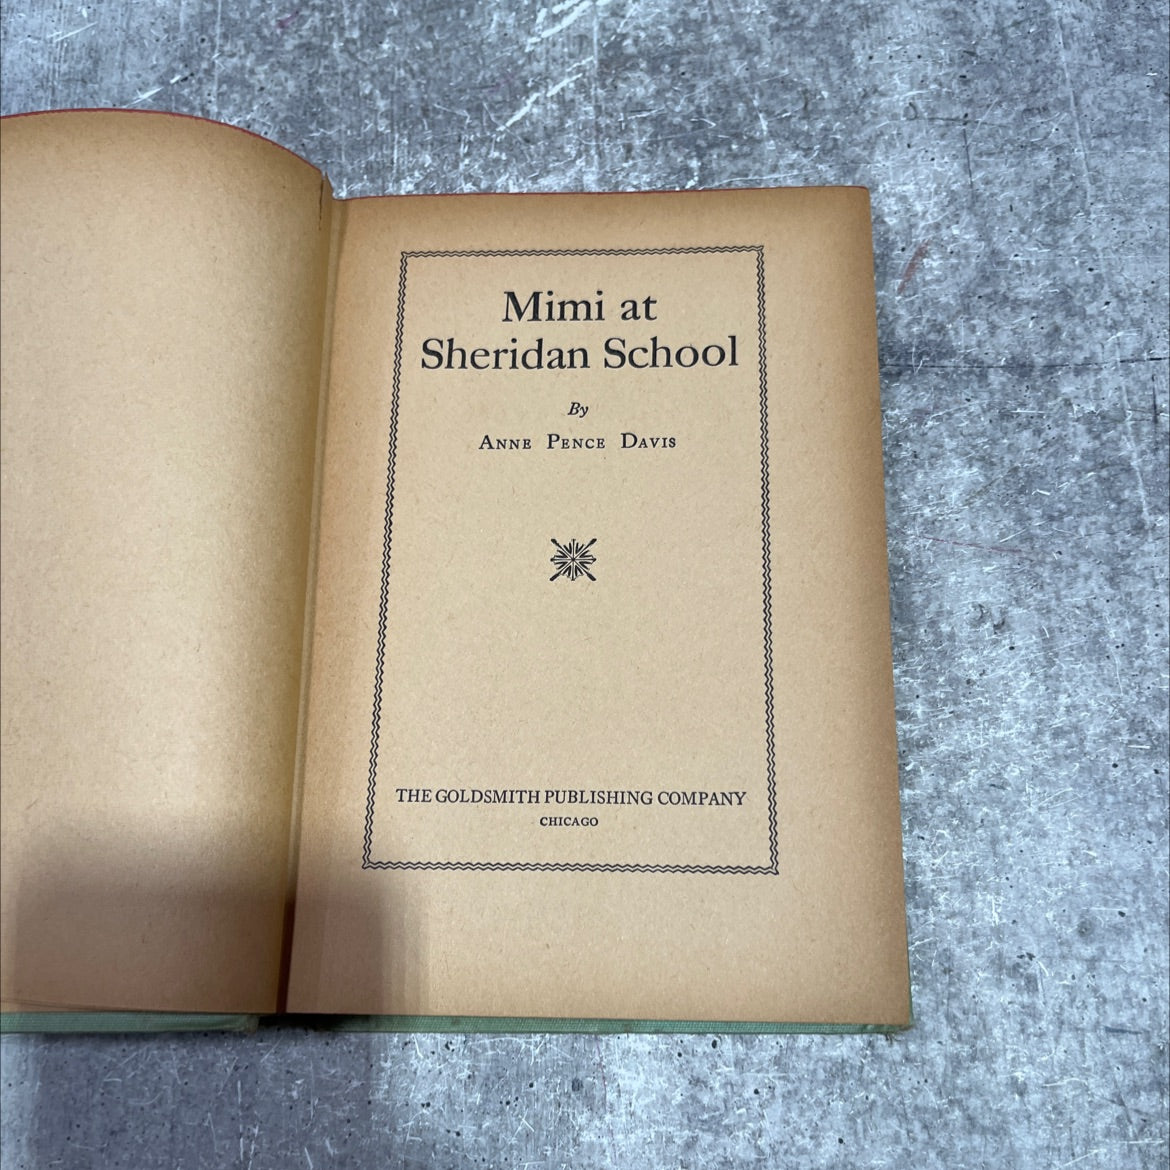 Mimi at
Sheridan School
By
Anne Pence Davis
THE GOLDSMITH PUBLISHING COMPANY
CHICAGO